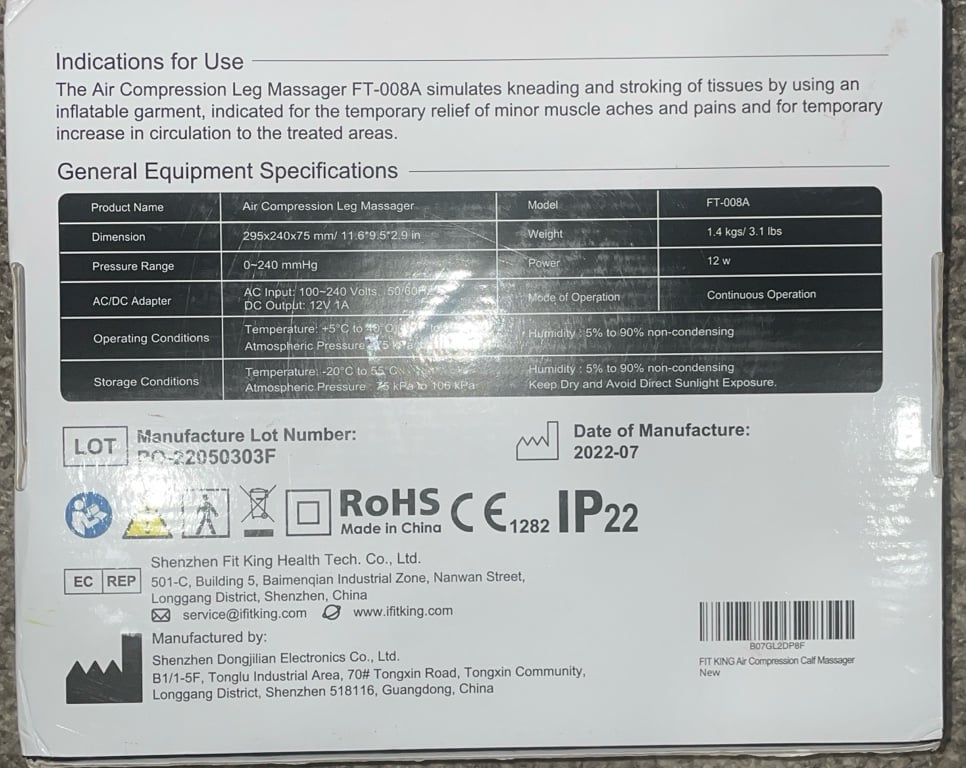 Indications for Use
The Air Compression Leg Massager FT-008A simulates kneading and stroking of tissues by using an
inflatable garment, indicated for the temporary relief of minor muscle aches and pains and for temporary
increase in circulation to the treated areas.
General Equipment Specifications
Product Name Air Compression Leg Massager Model FT-008A
Dimension 295x240x75 mm/ 11.6*9.5*2.9 in Weight 1.4 kgs/ 3.1 lbs
Pressure Range 0~240 mmHg Power 12 w
AC/DC Adapter AC Input: 100~240 Volts, 50/60H Mode of Operation Continuous Operation
DC Output: 12V 1A
Operating Conditions Temperature: +5°C to Humidity : 5% to 90% non-condensing
Atmospheric Pressure
Storage Conditions Temperature: -20°C to 55 Humidity : 5% to 90% non-condensing
Atmospheric Pressure 75 kPa to 106 kPa Keep Dry and Avoid Direct Sunlight Exposure.
LOT Manufacture Lot Number:
PO-22050303F
Date of Manufacture:
2022-07
RoHS
Made in China
CE 1282 IP22
Shenzhen Fit King Health Tech. Co., Ltd.
EC REP 501-C, Building 5, Baimenqian Industrial Zone, Nanwan Street,
Longgang District, Shenzhen, China
service@ifitking.com www.ifitking.com
Manufactured by:
Shenzhen Dongjilian Electronics Co., Ltd.
B1/1-5F, Tonglu Industrial Area, 70# Tongxin Road, Tongxin Community,
Longgang District, Shenzhen 518116, Guangdong, China
B07GL2DP8F
FIT KING Air Compression Calf Massager
New